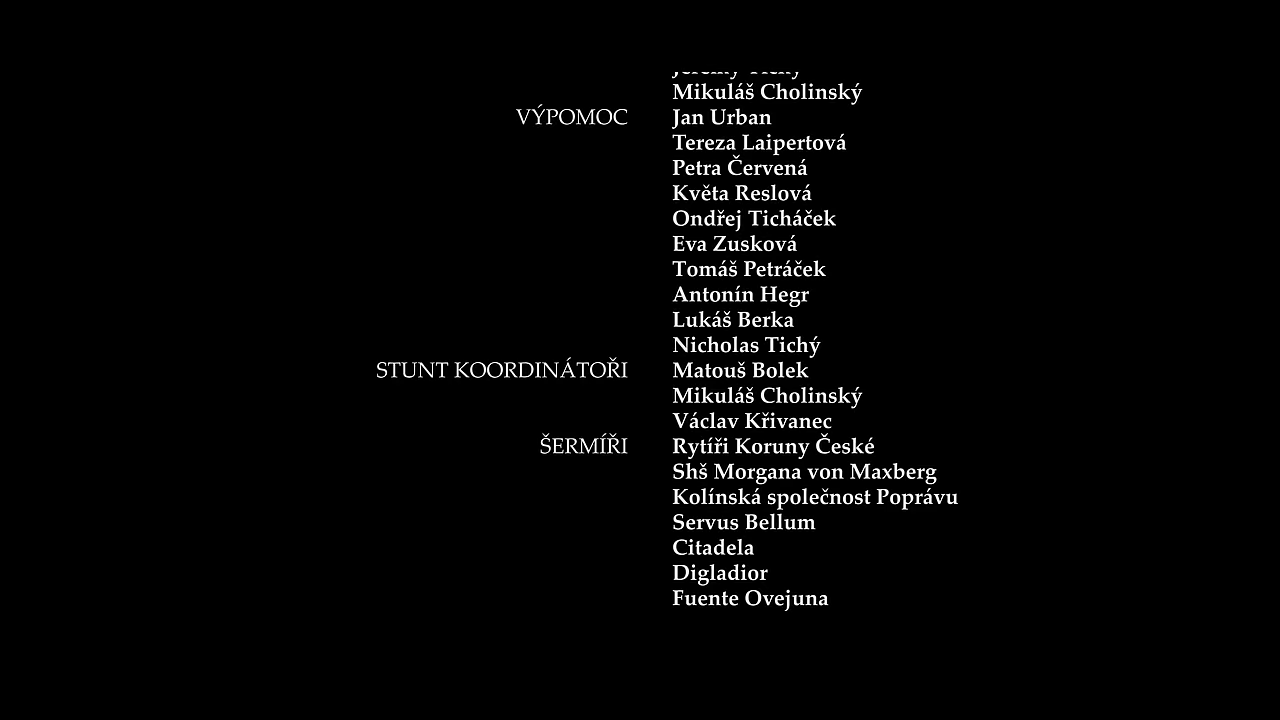 Mikuláš Cholinský
VÝPOMOC Jan Urban
Tereza Laipertová
Petra Červená
Květa Reslová
Ondřej Ticháček
Eva Zusková
Tomáš Petráček
Antonín Hegr
Lukáš Berka
Nicholas Tichý
STUNT KOORDINÁTOŘI Matouš Bolek
Mikuláš Cholinský
Václav Křivanec
ŠERMÍŘI Rytíři Koruny České
Shš Morgana von Maxberg
Kolínská společnost Poprávu
Servus Bellum
Citadela
Digladior
Fuente Ovejuna